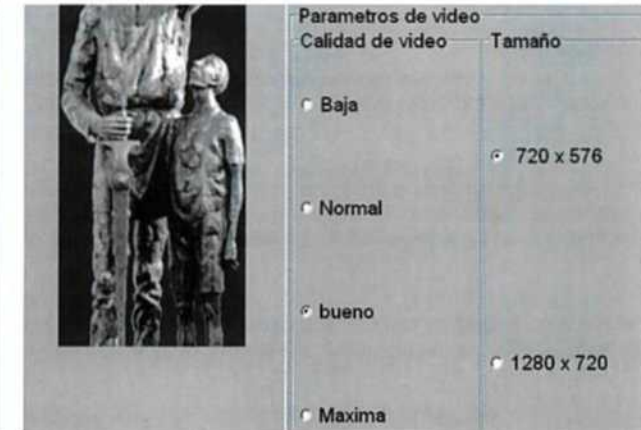 Parametros de video
Calidad de video
Baja
Normal
bueno
Maxima
Tamaño
720 x 576
1280 x 720